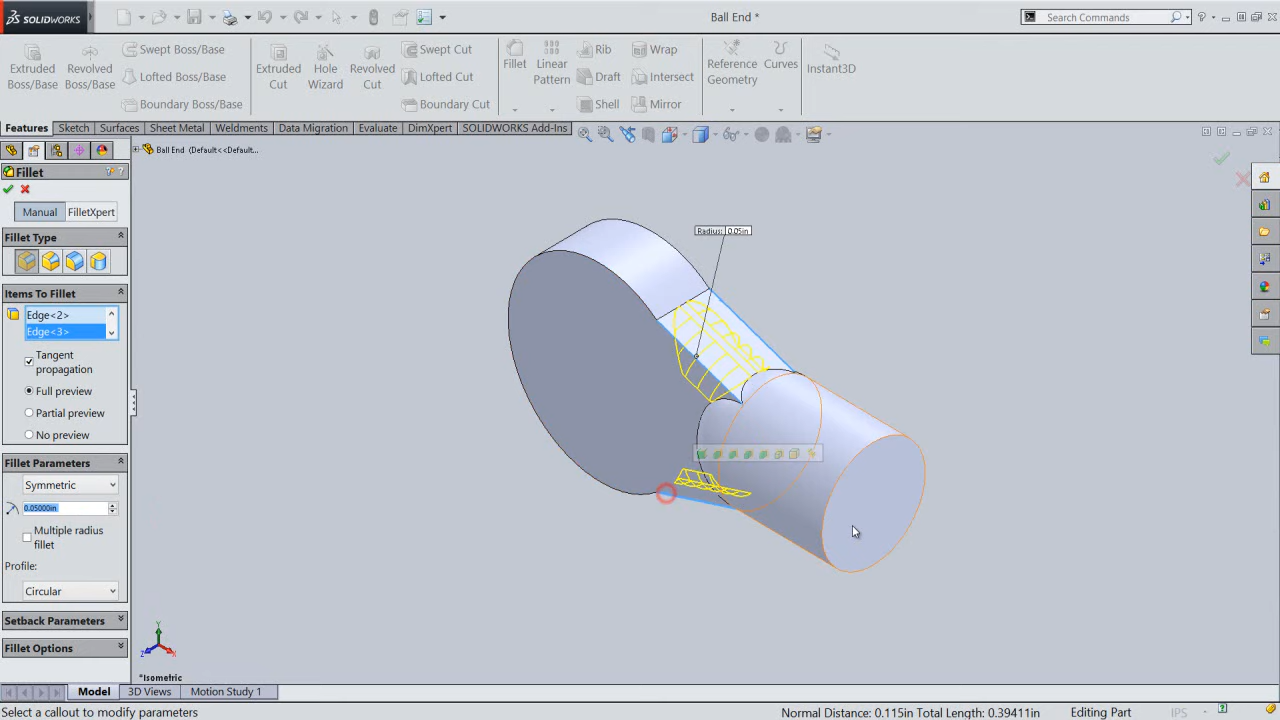 SOLIDWORKS
Ball End *
Search Commands
Extruded Boss/Base
Revolved Boss/Base
Swept Boss/Base
Lofted Boss/Base
Boundary Boss/Base
Extruded Cut
Hole Wizard
Revolved Cut
Swept Cut
Lofted Cut
Boundary Cut
Fillet
Linear Pattern
Rib
Draft
Shell
Wrap
Intersect
Mirror
Reference Geometry
Curves
Instant3D
Features
Sketch
Surfaces
Sheet Metal
Weldments
Data Migration
Evaluate
DimXpert
SOLIDWORKS Add-Ins
Ball End (Default<<Default...
Fillet
Manual
FilletXpert
Fillet Type
Items To Fillet
Edge<2>
Edge<3>
Tangent
propagation
Full preview
Partial preview
No preview
Fillet Parameters
Symmetric
0.05000in
Multiple radius
fillet
Profile:
Circular
Setback Parameters
Fillet Options
Radius: 0.05in
Y
Z
X
*Isometric
Model
3D Views
Motion Study 1
Select a callout to modify parameters
Normal Distance: 0.115in Total Length: 0.39411in
Editing Part
IPS